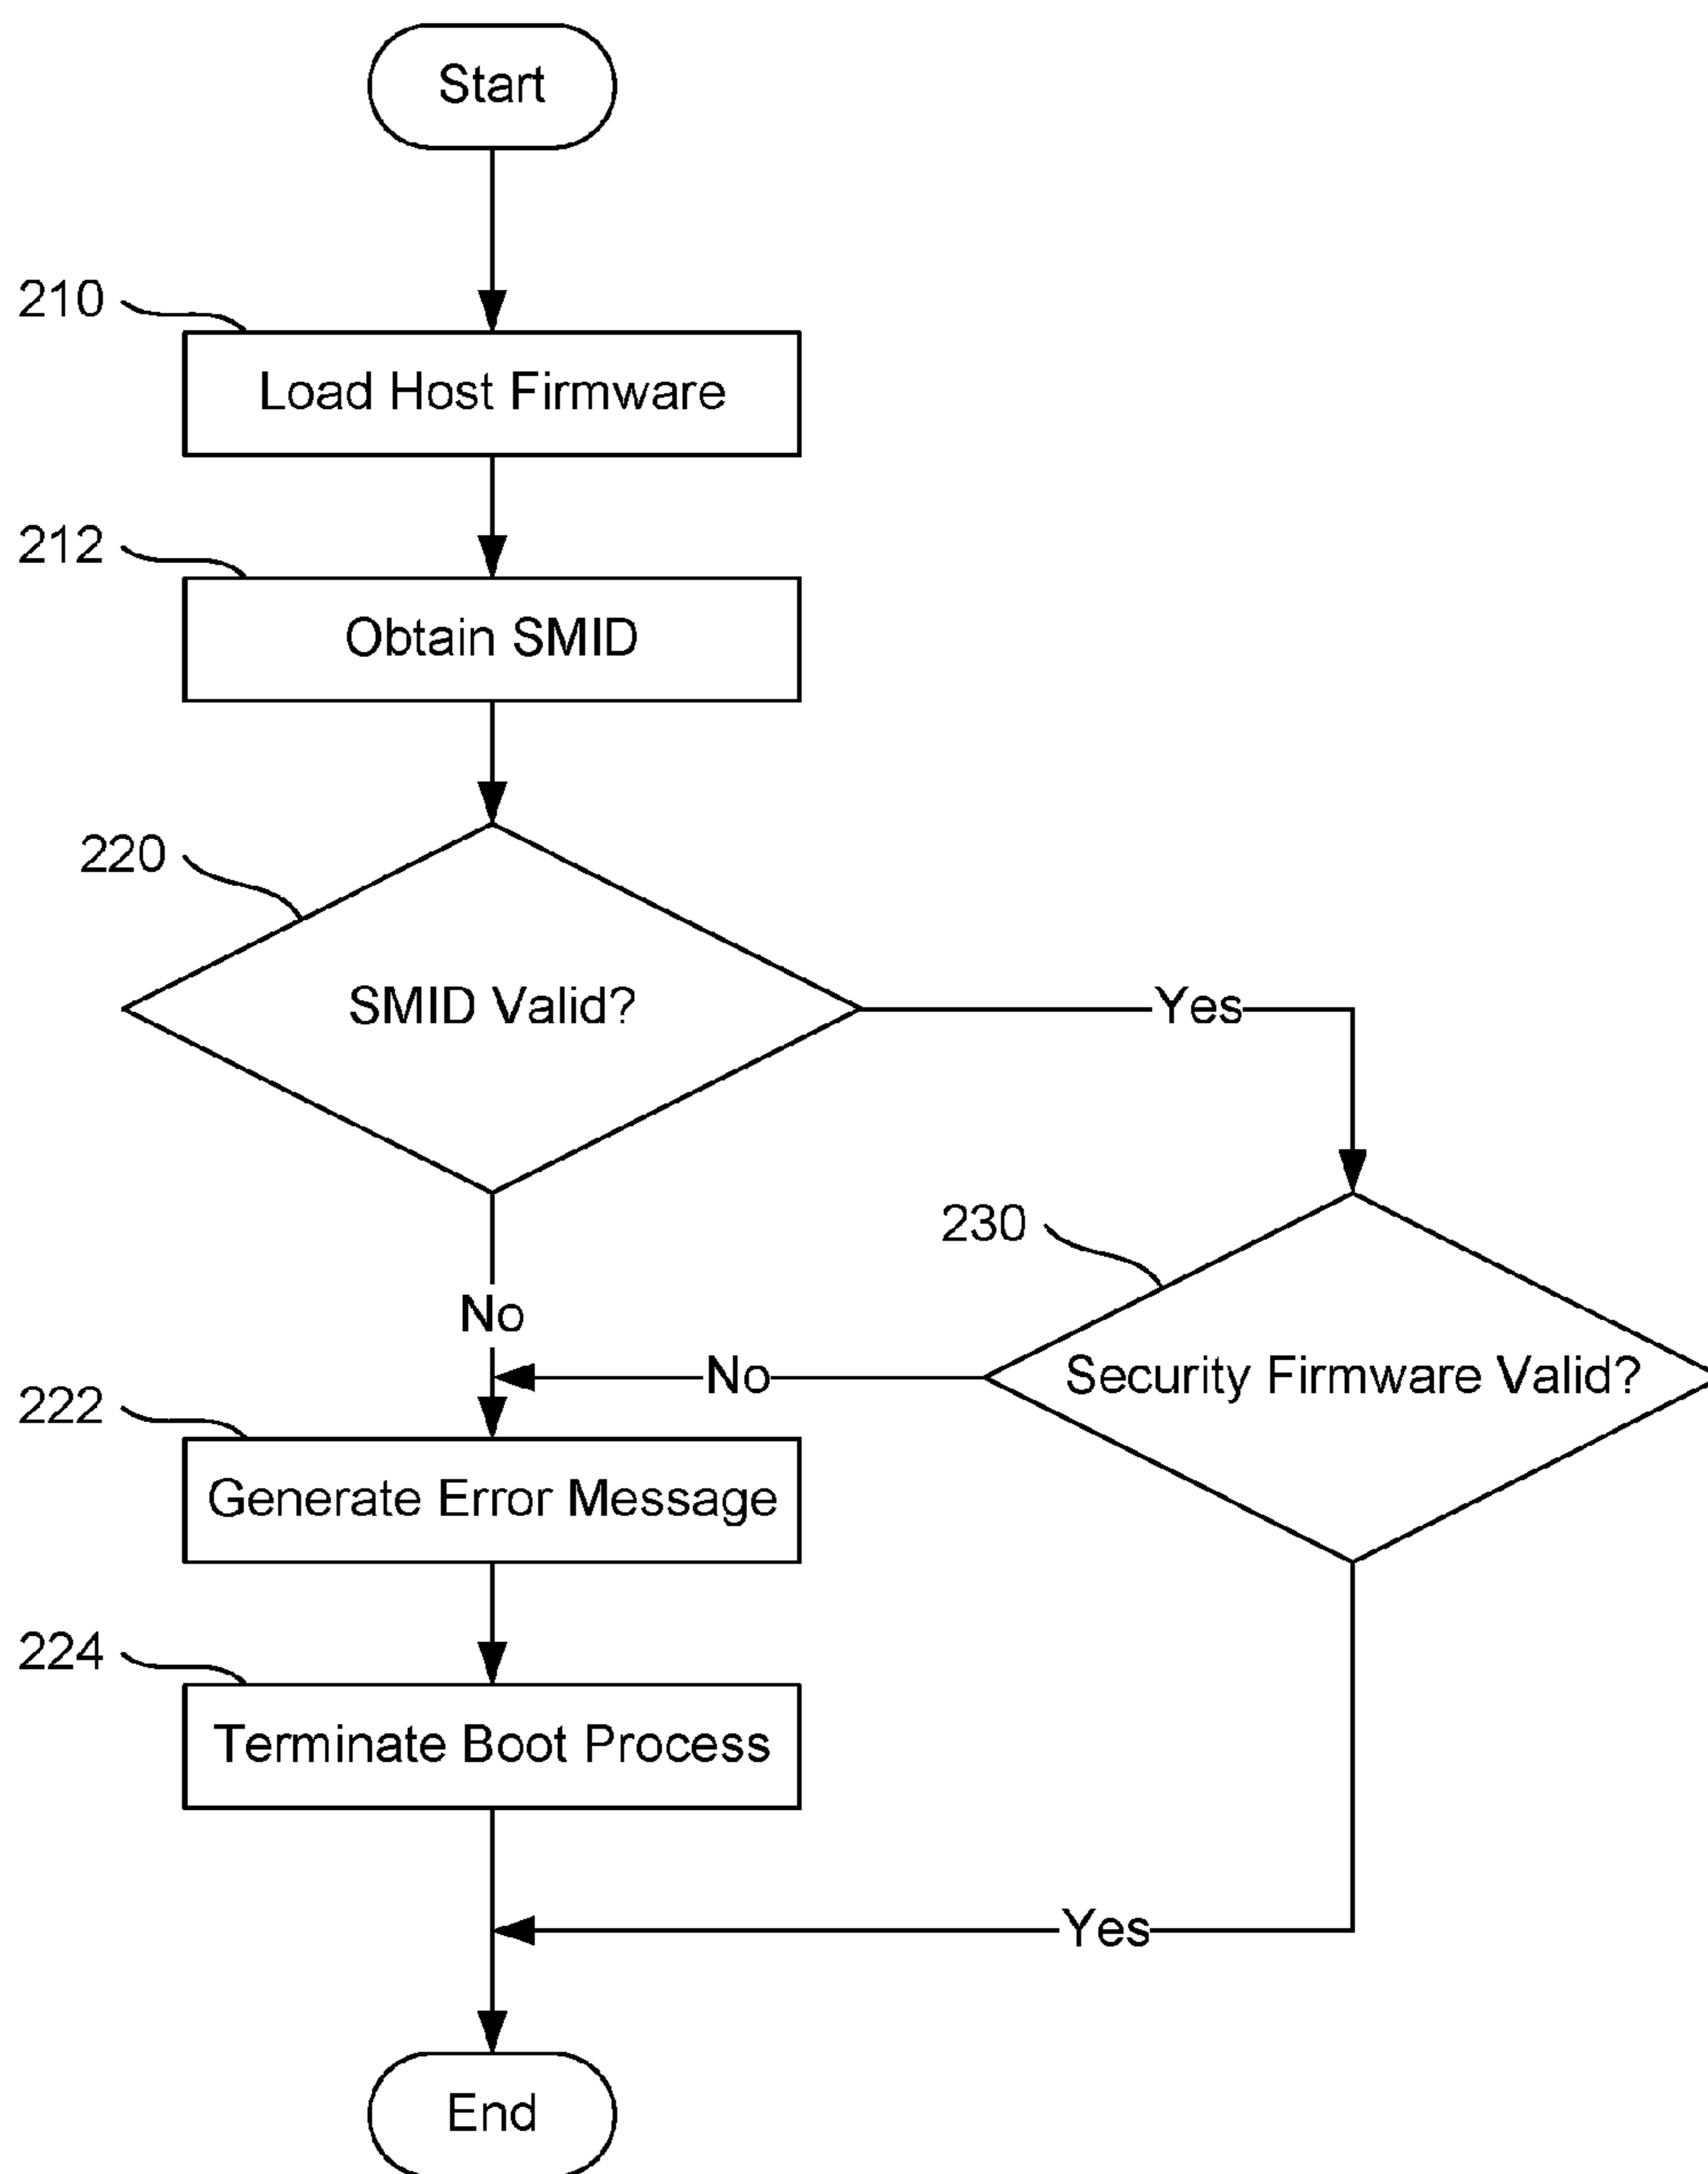 Start
210
Load Host Firmware
212
Obtain SMID
220
SMID Valid?
Yes
230
No
Security Firmware Valid?
No
222
Generate Error Message
224
Terminate Boot Process
Yes
End